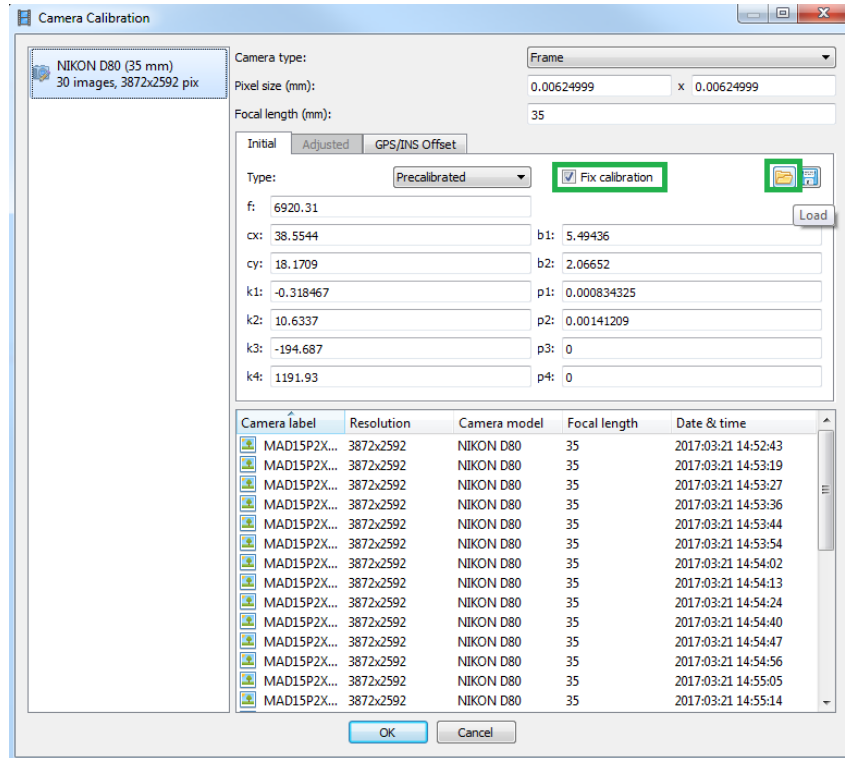 Camera Calibration
NIKON D80 (35 mm)
30 images, 3872x2592 pix
Camera type: Frame
Pixel size (mm): 0.00624999 x 0.00624999
Focal length (mm): 35
Initial Adjusted GPS/INS Offset
Type: Precalibrated Fix calibration
Load
f: 6920.31
cx: 38.5544 b1: 5.49436
cy: 18.1709 b2: 2.06652
k1: -0.318467 p1: 0.000834325
k2: 10.6337 p2: 0.00141209
k3: -194.687 p3: 0
k4: 1191.93 p4: 0
Camera label Resolution Camera model Focal length Date & time
MAD15P2X... 3872x2592 NIKON D80 35 2017:03:21 14:52:43
MAD15P2X... 3872x2592 NIKON D80 35 2017:03:21 14:53:19
MAD15P2X... 3872x2592 NIKON D80 35 2017:03:21 14:53:27
MAD15P2X... 3872x2592 NIKON D80 35 2017:03:21 14:53:36
MAD15P2X... 3872x2592 NIKON D80 35 2017:03:21 14:53:44
MAD15P2X... 3872x2592 NIKON D80 35 2017:03:21 14:53:54
MAD15P2X... 3872x2592 NIKON D80 35 2017:03:21 14:54:02
MAD15P2X... 3872x2592 NIKON D80 35 2017:03:21 14:54:13
MAD15P2X... 3872x2592 NIKON D80 35 2017:03:21 14:54:24
MAD15P2X... 3872x2592 NIKON D80 35 2017:03:21 14:54:40
MAD15P2X... 3872x2592 NIKON D80 35 2017:03:21 14:54:47
MAD15P2X... 3872x2592 NIKON D80 35 2017:03:21 14:54:56
MAD15P2X... 3872x2592 NIKON D80 35 2017:03:21 14:55:05
MAD15P2X... 3872x2592 NIKON D80 35 2017:03:21 14:55:14
OK Cancel